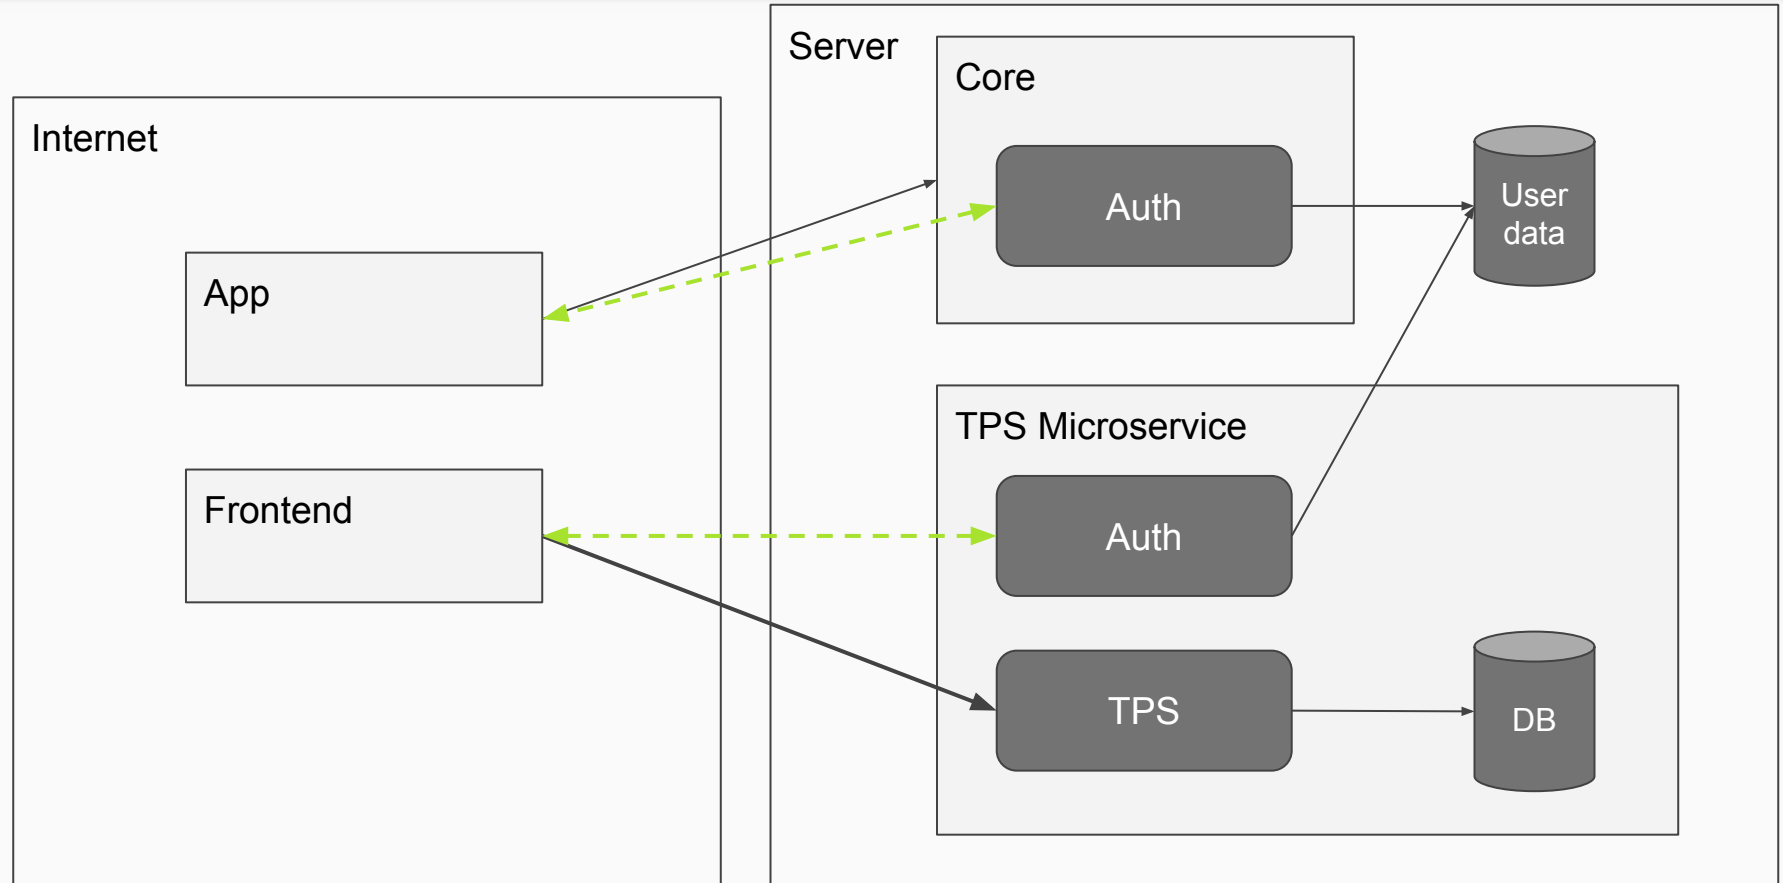 Server
Core
Internet
Auth
User
data
App
TPS Microservice
Frontend
Auth
TPS
DB